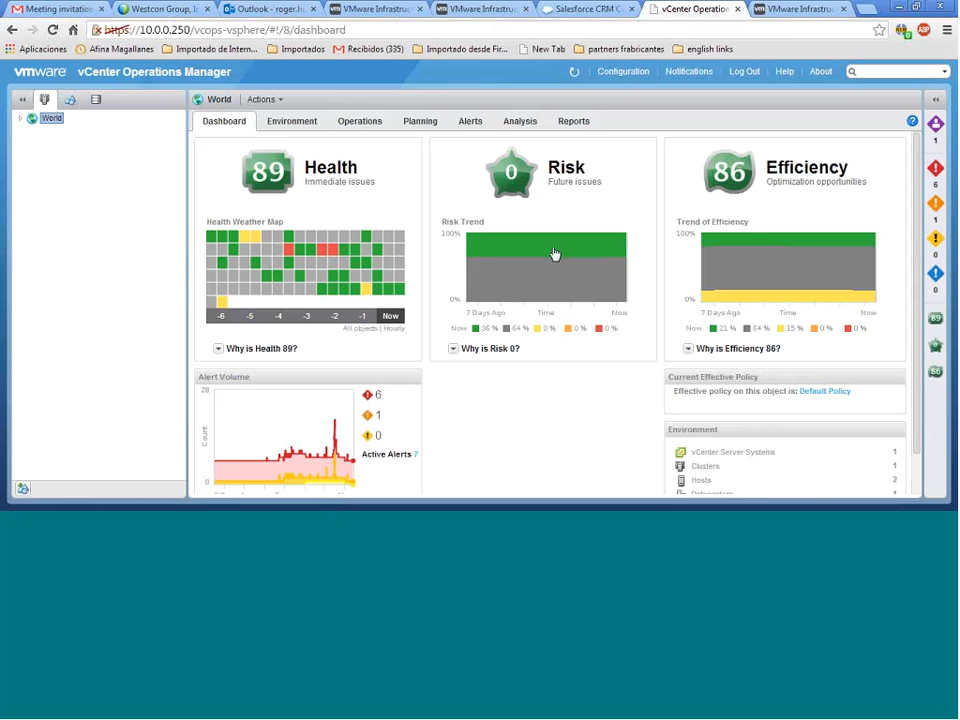 Meeting invitatio
Westcon Group, In
Outlook - roger.he
VMware Infrastruc
VMware Infrastruc
Salesforce CRM C
vCenter Operation
VMware Infrastruc
https://10.0.0.250/vcops-vsphere/#!/8/dashboard
Aplicaciones
Afina Magallanes
Importado de Intern...
Importados
Recibidos (335)
Importado desde Fir...
New Tab
partners frabricantes
english links
vmware vCenter Operations Manager
Configuration
Notifications
Log Out
Help
About
World
World
Actions
Dashboard
Environment
Operations
Planning
Alerts
Analysis
Reports
89
Health
Immediate issues
Health Weather Map
-6 -5 -4 -3 -2 -1 Now
All objects | Hourly
Why is Health 89?
0
Risk
Future issues
Risk Trend
100%
0%
7 Days Ago Time Now
Now 36 % 64 % 0 % 0 % 0 %
Why is Risk 0?
86
Efficiency
Optimization opportunities
Trend of Efficiency
100%
0%
7 Days Ago Time Now
Now 21 % 64 % 15 % 0 % 0 %
Why is Efficiency 86?
Alert Volume
28
Count
0
6
1
0
Active Alerts 7
Current Effective Policy
Effective policy on this object is: Default Policy
Environment
vCenter Server Systems 1
Clusters 1
Hosts 2
1
6
1
0
0
89
0
86